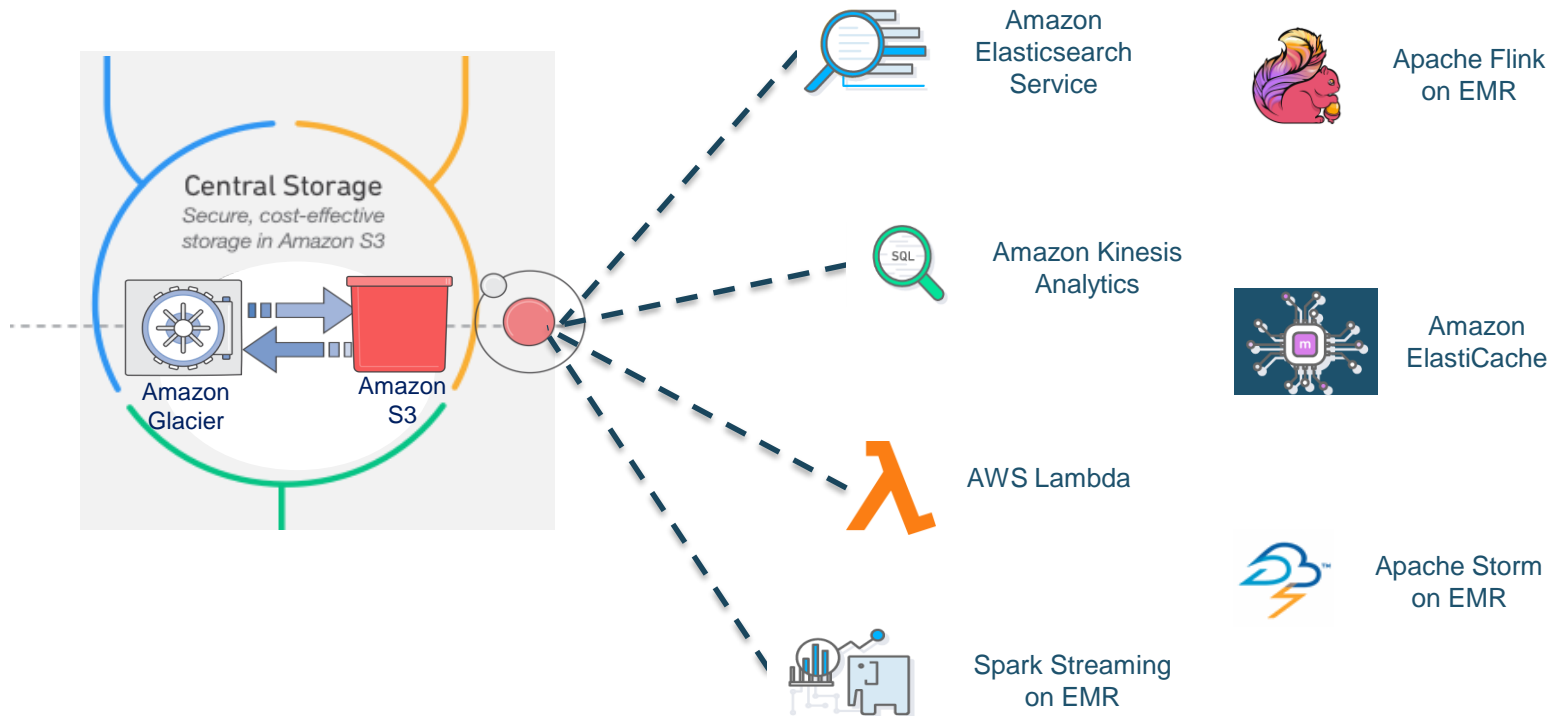 Central Storage
Secure, cost-effective
storage in Amazon S3
Amazon
Glacier
Amazon
S3
Amazon
Elasticsearch
Service
SQL
Amazon Kinesis
Analytics
AWS Lambda
Spark Streaming
on EMR
Apache Flink
on EMR
m
Amazon
ElastiCache
TM
Apache Storm
on EMR